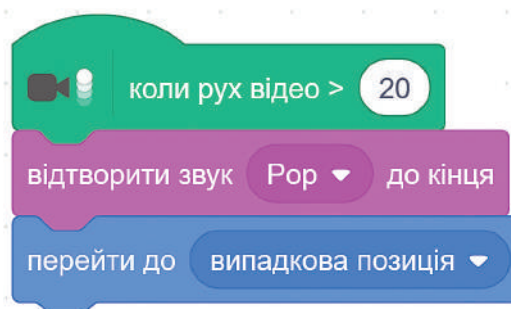 коли рух відео > 20
відтворити звук Pop до кінця
перейти до випадкова позиція